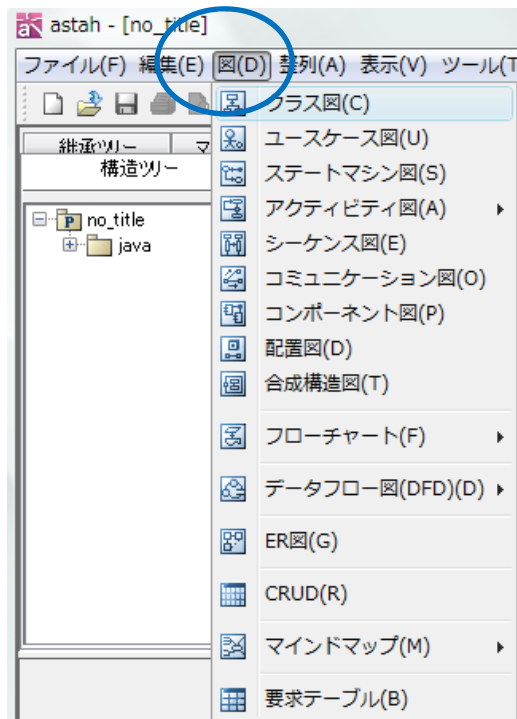 astah - [no_title]
ファイル(F) 編集(E) 図(D) 整列(A) 表示(V) ツール(T
継承ツリー マ
構造ツリー
no_title
java
クラス図(C)
ユースケース図(U)
ステートマシン図(S)
アクティビティ図(A)
シーケンス図(E)
コミュニケーション図(O)
コンポーネント図(P)
配置図(D)
合成構造図(T)
フローチャート(F)
データフロー図(DFD)(D)
ER図(G)
CRUD(R)
マインドマップ(M)
要求テーブル(B)